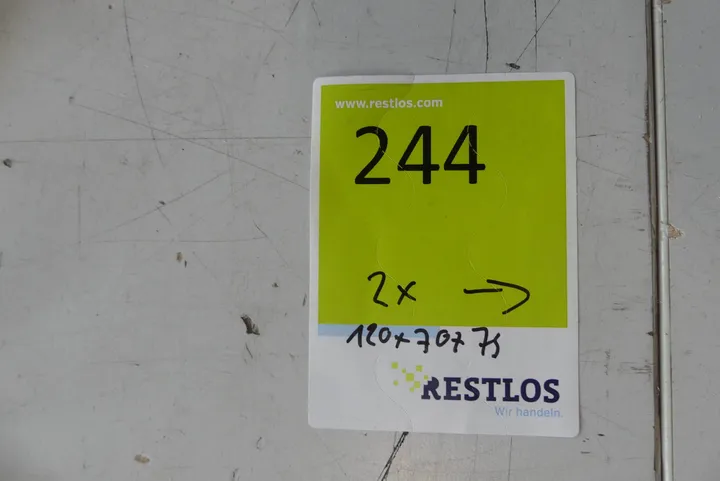 www.restlos.com
244
2x →
120x70x75
RESTLOS
Wir handeln.